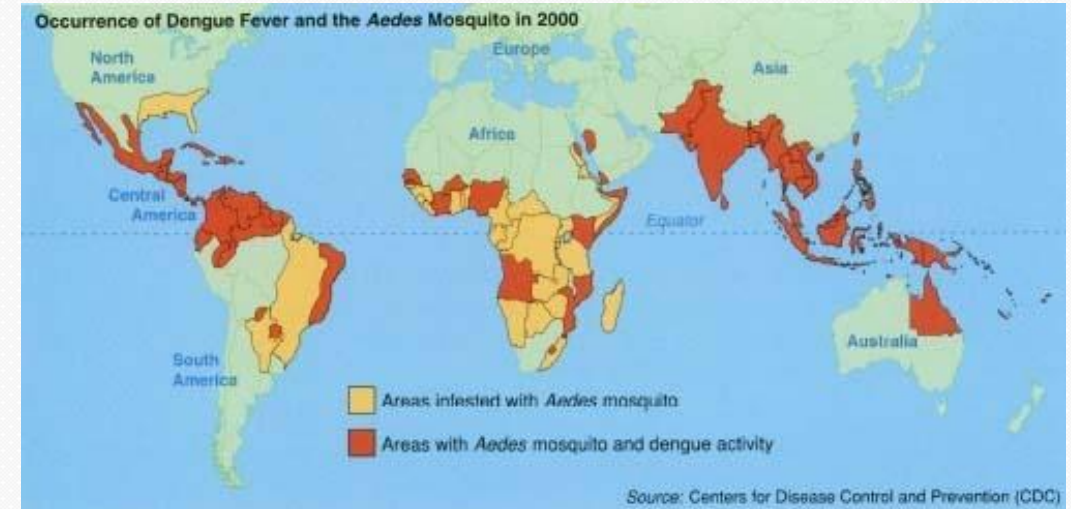 Occurrence of Dengue Fever and the Aedes Mosquito in 2000
North
America
Europe
Asia
Africa
Central
America
Equator
South
America
Australia
Areas infested with Aedes mosquito
Areas with Aedes mosquito and dengue activity
Source: Centers for Disease Control and Prevention (CDC)